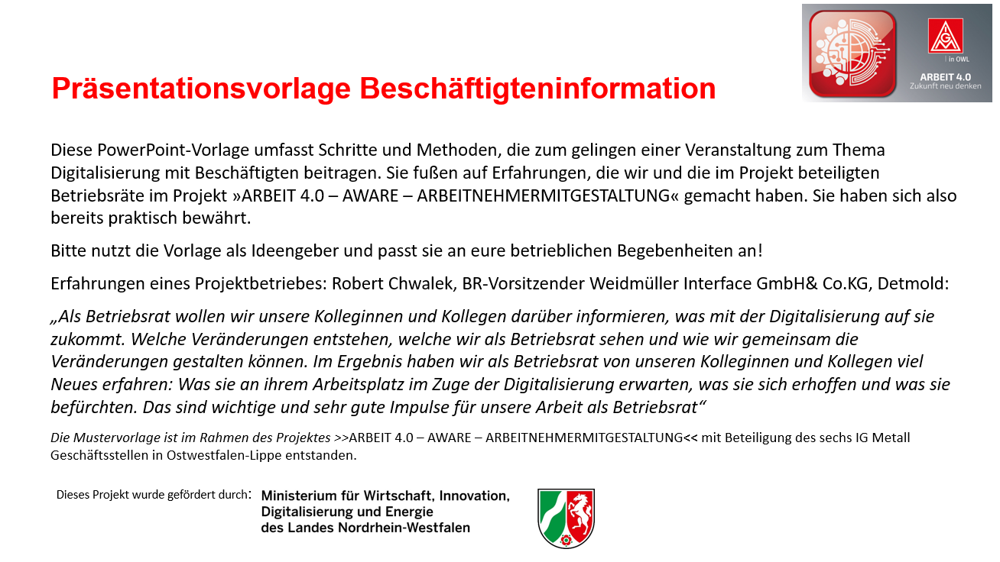 IGM
in OWL
ARBEIT 4.0
Zukunft neu denken
Präsentationsvorlage Beschäftigteninformation
Diese PowerPoint-Vorlage umfasst Schritte und Methoden, die zum gelingen einer Veranstaltung zum Thema
Digitalisierung mit Beschäftigten beitragen. Sie fußen auf Erfahrungen, die wir und die im Projekt beteiligten
Betriebsräte im Projekt »ARBEIT 4.0 – AWARE – ARBEITNEHMERMITGESTALTUNG« gemacht haben. Sie haben sich also
bereits praktisch bewährt.
Bitte nutzt die Vorlage als Ideengeber und passt sie an eure betrieblichen Begebenheiten an!
Erfahrungen eines Projektbetriebes: Robert Chwalek, BR-Vorsitzender Weidmüller Interface GmbH& Co.KG, Detmold:
„Als Betriebsrat wollen wir unsere Kolleginnen und Kollegen darüber informieren, was mit der Digitalisierung auf sie
zukommt. Welche Veränderungen entstehen, welche wir als Betriebsrat sehen und wie wir gemeinsam die
Veränderungen gestalten können. Im Ergebnis haben wir als Betriebsrat von unseren Kolleginnen und Kollegen viel
Neues erfahren: Was sie an ihrem Arbeitsplatz im Zuge der Digitalisierung erwarten, was sie sich erhoffen und was sie
befürchten. Das sind wichtige und sehr gute Impulse für unsere Arbeit als Betriebsrat“
Die Mustervorlage ist im Rahmen des Projektes >>ARBEIT 4.0 – AWARE – ARBEITNEHMERMITGESTALTUNG<< mit Beteiligung des sechs IG Metall
Geschäftsstellen in Ostwestfalen-Lippe entstanden.
Dieses Projekt wurde gefördert durch:
Ministerium für Wirtschaft, Innovation,
Digitalisierung und Energie
des Landes Nordrhein-Westfalen